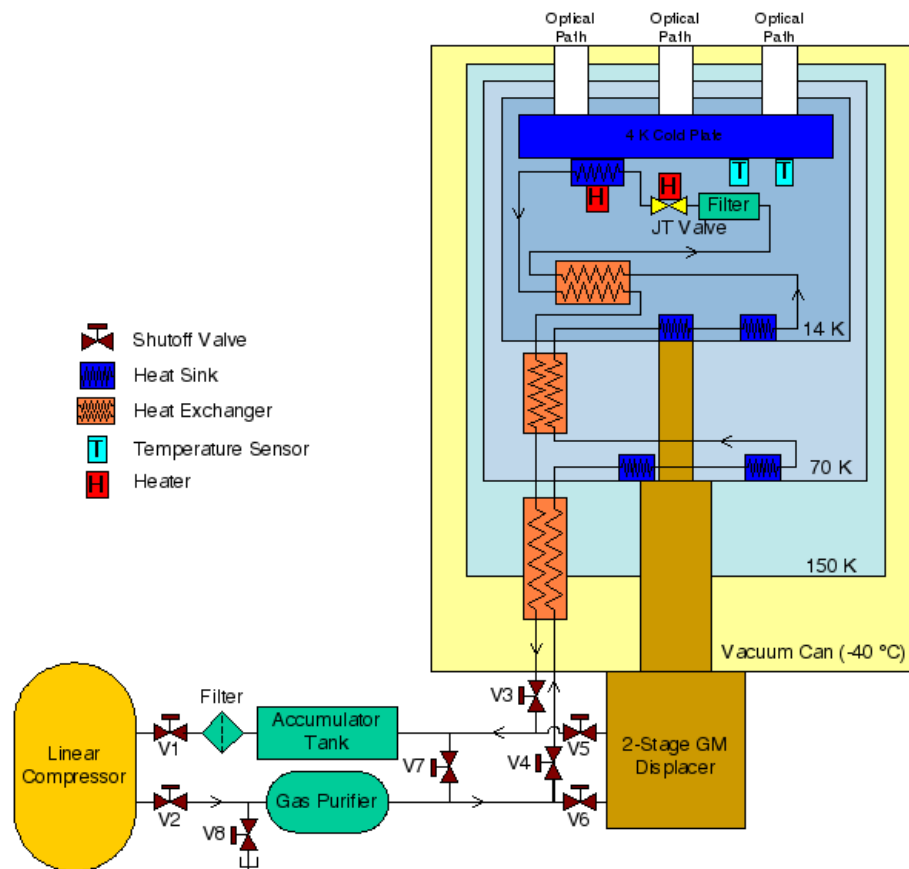 Optical Path
Optical Path
Optical Path
4 K Cold Plate
T
T
H
H
Filter
JT Valve
14 K
70 K
150 K
Vacuum Can (-40 °C)
Shutoff Valve
Heat Sink
Heat Exchanger
T
Temperature Sensor
H
Heater
V3
Filter
Accumulator
Tank
V1
V5
Linear
Compressor
V7
V4
2-Stage GM
Displacer
Gas Purifier
V2
V6
V8